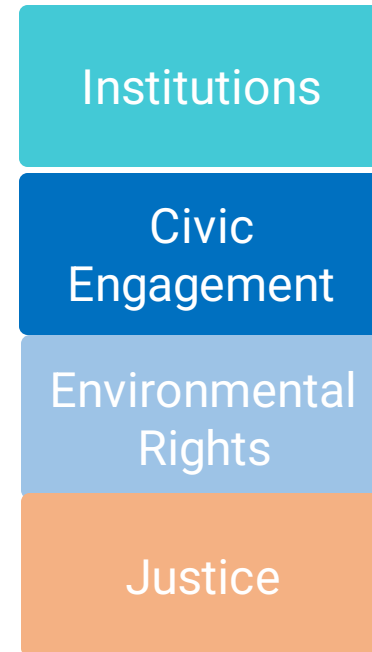 Institutions
Civic
Engagement
Environmental
Rights
Justice